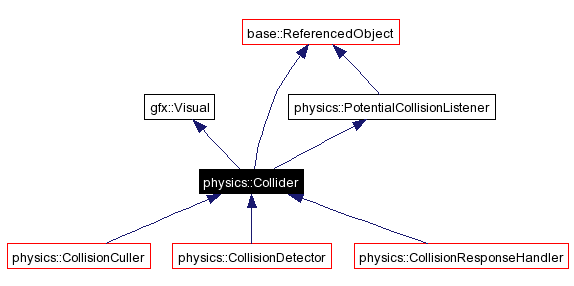 base::ReferencedObject
gfx::Visual
physics::PotentialCollisionListener
physics::Collider
physics::CollisionCuller
physics::CollisionDetector
physics::CollisionResponseHandler